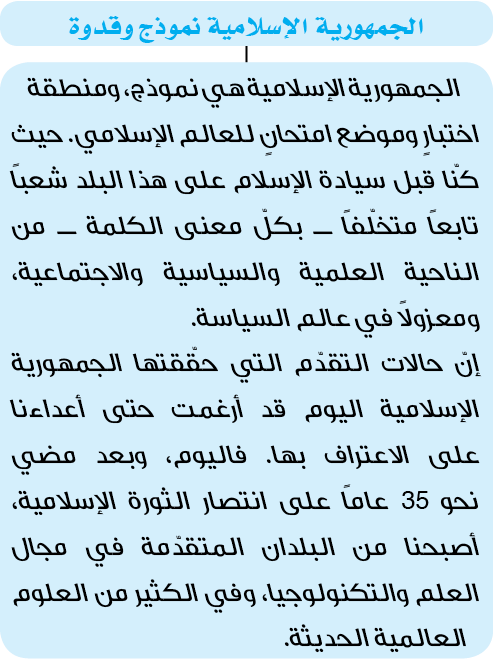 الجمهورية الإسلامية نموذج وقدوة
الجمهورية الإسلامية هي نموذج، ومنطقة
اختبارٍ وموضع امتحانٍ للعالم الإسلامي. حيث
كنّا قبل سيادة الإسلام على هذا البلد شعباً
تابعاً متخلّفاً ــ بكلّ معنى الكلمة ــ من
الناحية العلمية والسياسية والاجتماعية،
ومعزولاً في عالم السياسة.
إنّ حالات التقدّم التي حقّقتها الجمهورية
الإسلامية اليوم قد أرغمت حتى أعداءنا
على الاعتراف بها. فاليوم، وبعد مضي
نحو 35 عاماً على انتصار الثورة الإسلامية،
أصبحنا من البلدان المتقدّمة في مجال
العلم والتكنولوجيا، وفي الكثير من العلوم
العالمية الحديثة.